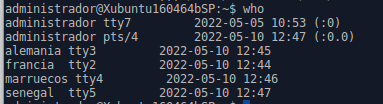 administrador@Xubuntu160464bSP:~$ who
administrador tty7         2022-05-05 10:53 (:0)
administrador pts/4        2022-05-10 12:47 (:0.0)
alemania tty3         2022-05-10 12:45
francia  tty2         2022-05-10 12:44
marruecos tty4         2022-05-10 12:46
senegal  tty5         2022-05-10 12:47
administrador@Xubuntu160464bSP:~$